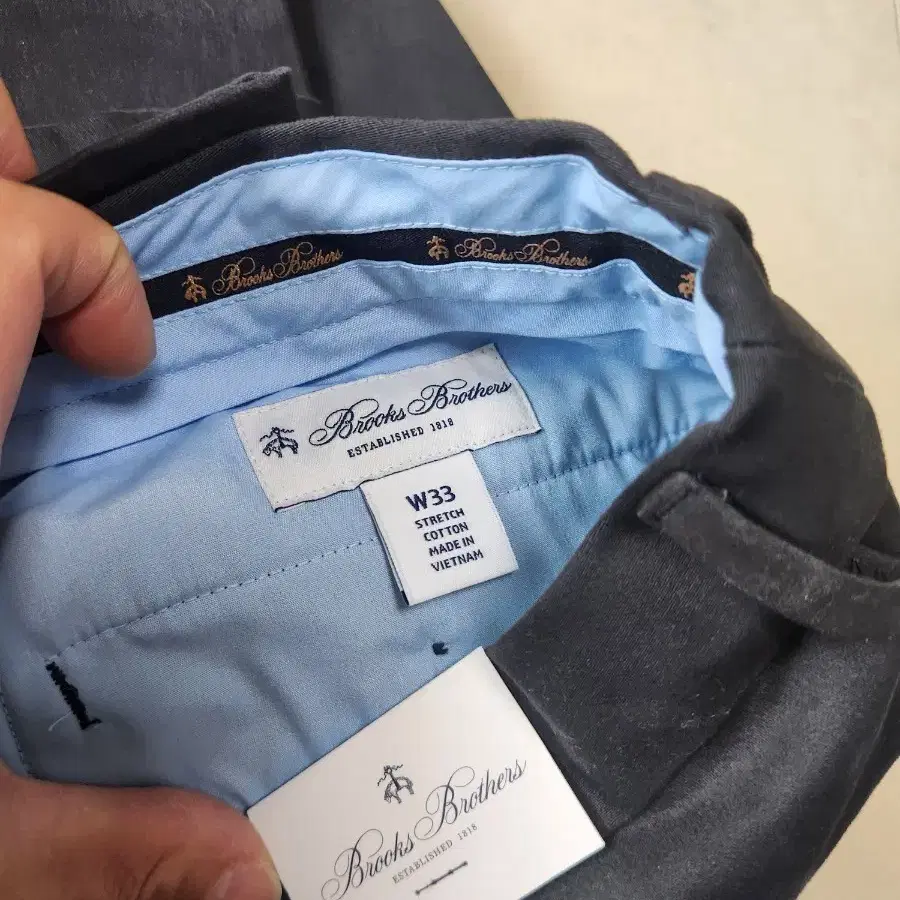 Brooks Brothers
Brooks Brothers
Brooks Brothers
ESTABLISHED 1818
W33
STRETCH
COTTON
MADE IN
VIETNAM
Brooks Brothers
ESTABLISHED 1818